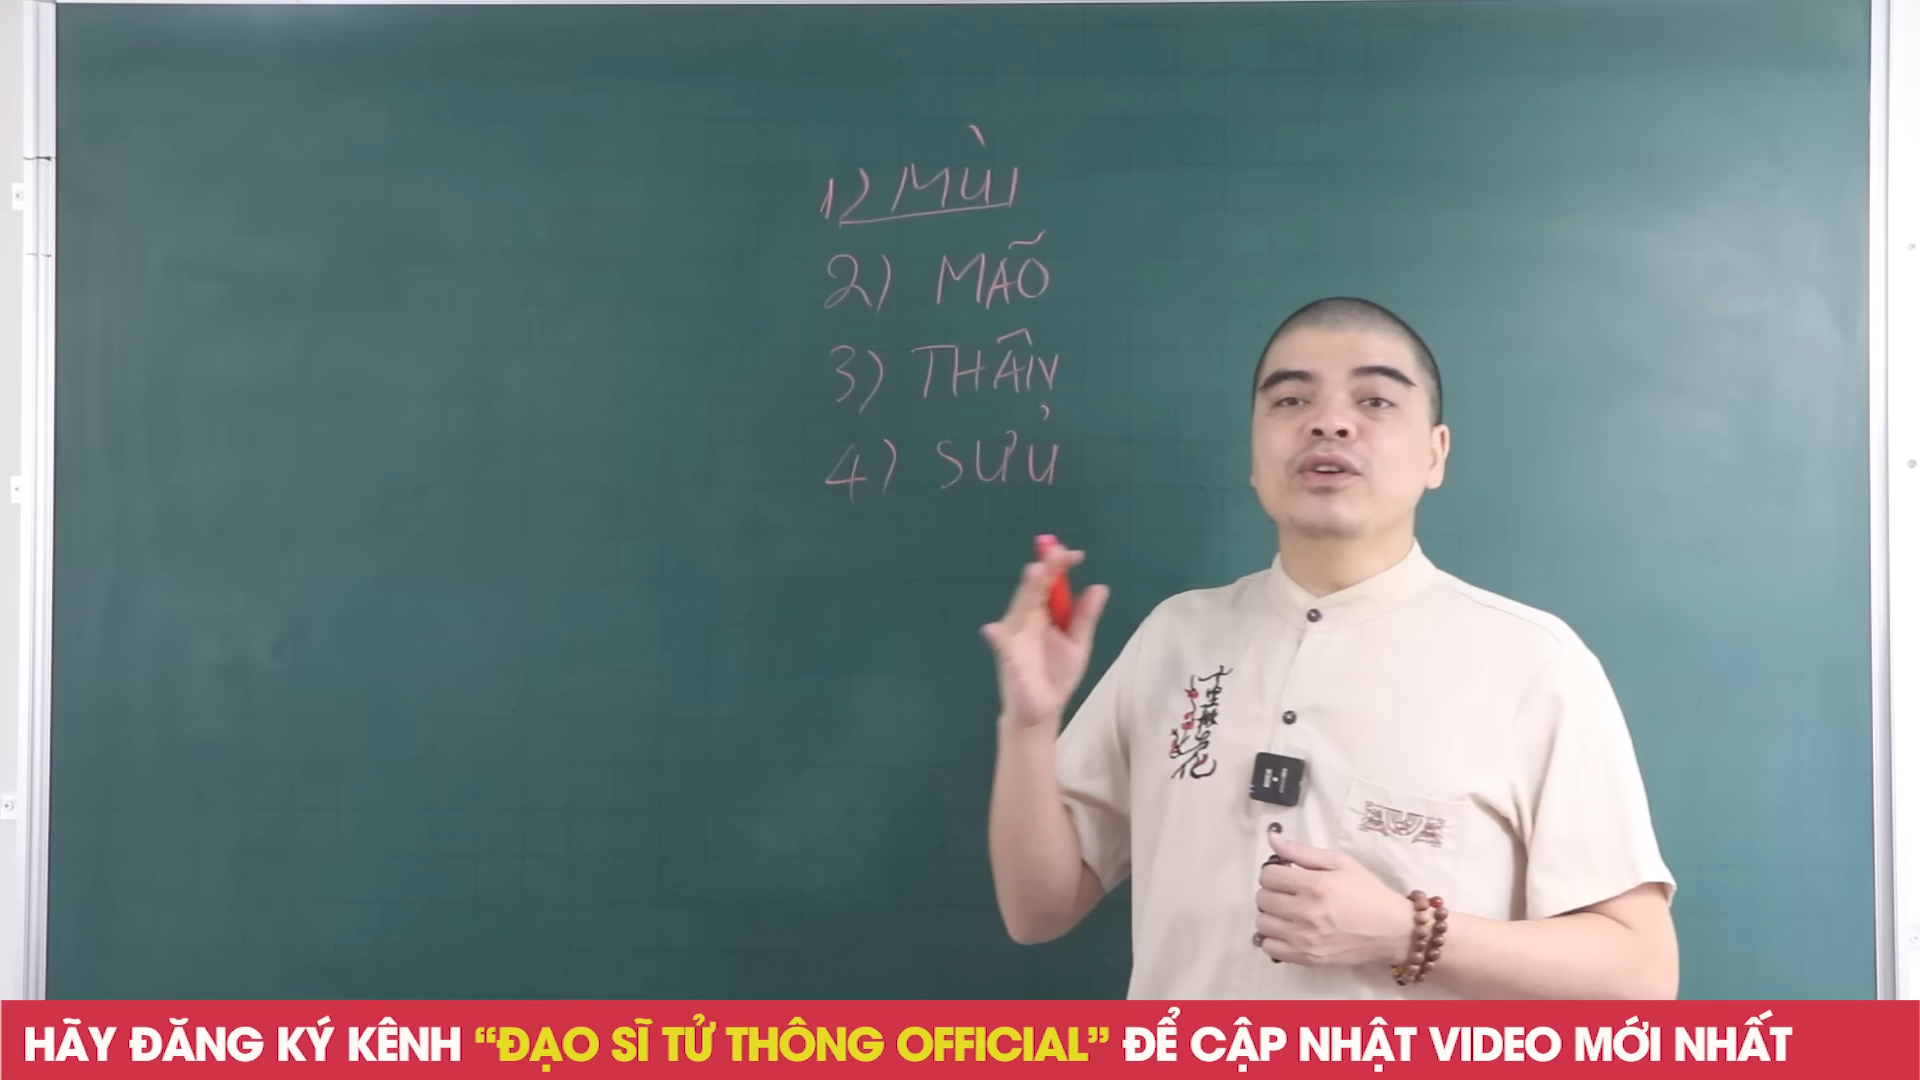 1) MÙI
2) MÃO
3) THÂN
4) SỬU
HÃY ĐĂNG KÝ KÊNH “ĐẠO SĨ TỬ THÔNG OFFICIAL” ĐỂ CẬP NHẬT VIDEO MỚI NHẤT